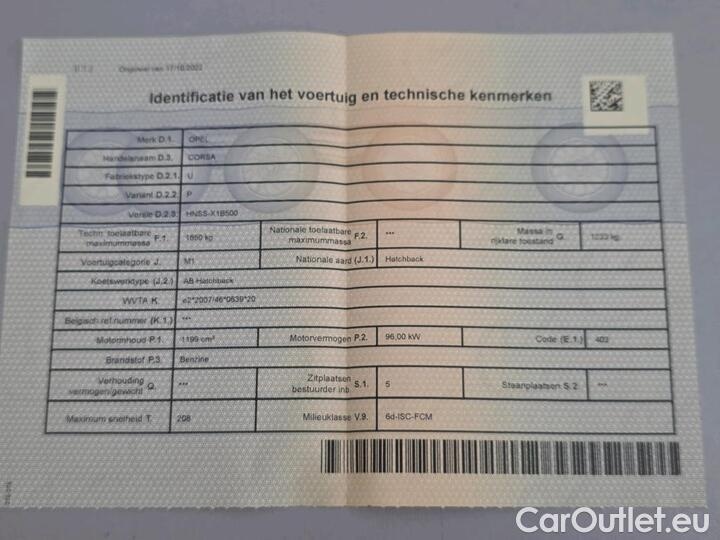 17/10/2022
Identificatie van het voertuig en technische kenmerken
Merk D.1. OPEL
Handelsnaam D.3. CORSA
Fabriekstype D.2.1. U
Variant D.2.2. P
Versie D.2.3. HNSS-X1B500
Techn. toelaatbare maximummassa F.1. 1650 kg Nationale toelaatbare maximummassa F.2. *** Massa in rijklare toestand G. 1233 kg
Voertuigcategorie J. M1 Nationale aard (J.1.) Hatchback
Koetswerktype (J.2.) AB Hatchback
WVTA K. e2*2007/46*0639*20
Belgisch ref.nummer (K.1.) ***
Motorinhoud P.1. 1199 cm³ Motorvermogen P.2. 96,00 kW Code (E.1.) 403
Brandstof P.3. Benzine
Verhouding vermogen/gewicht Q. *** Zitplaatsen bestuurder inb. S.1. 5 Staanplaatsen S.2. ***
Maximum snelheid T. 208 Milieuklasse V.9. 6d-ISC-FCM
CarOutlet.eu